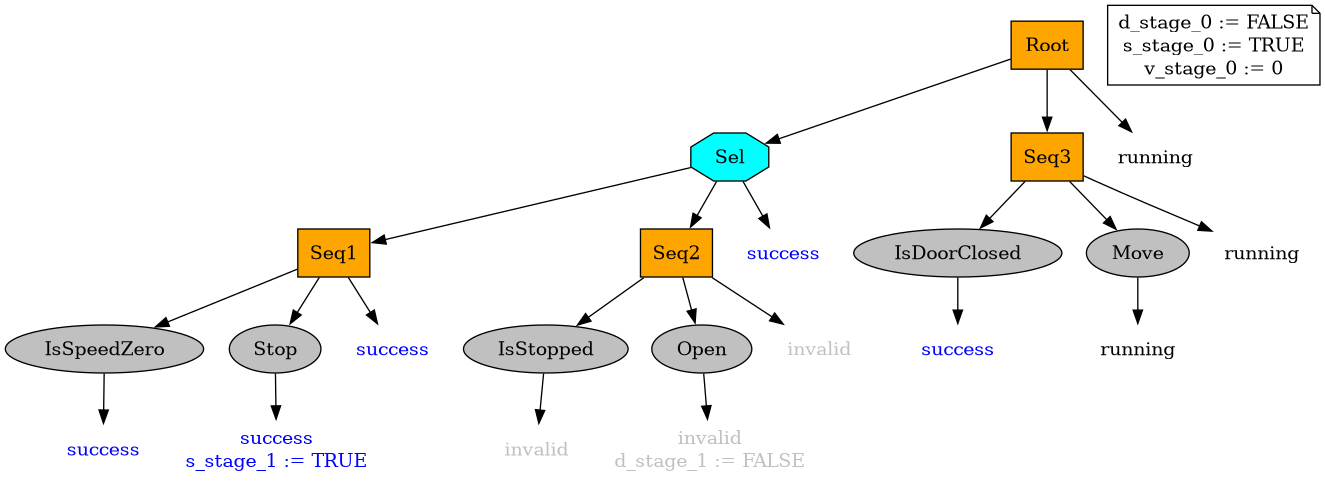 d_stage_0 := FALSE
s_stage_0 := TRUE
v_stage_0 := 0
Root
Sel
Seq3
running
Seq1
Seq2
success
IsDoorClosed
Move
running
IsSpeedZero
Stop
success
IsStopped
Open
invalid
success
running
success
success
s_stage_1 := TRUE
invalid
invalid
d_stage_1 := FALSE